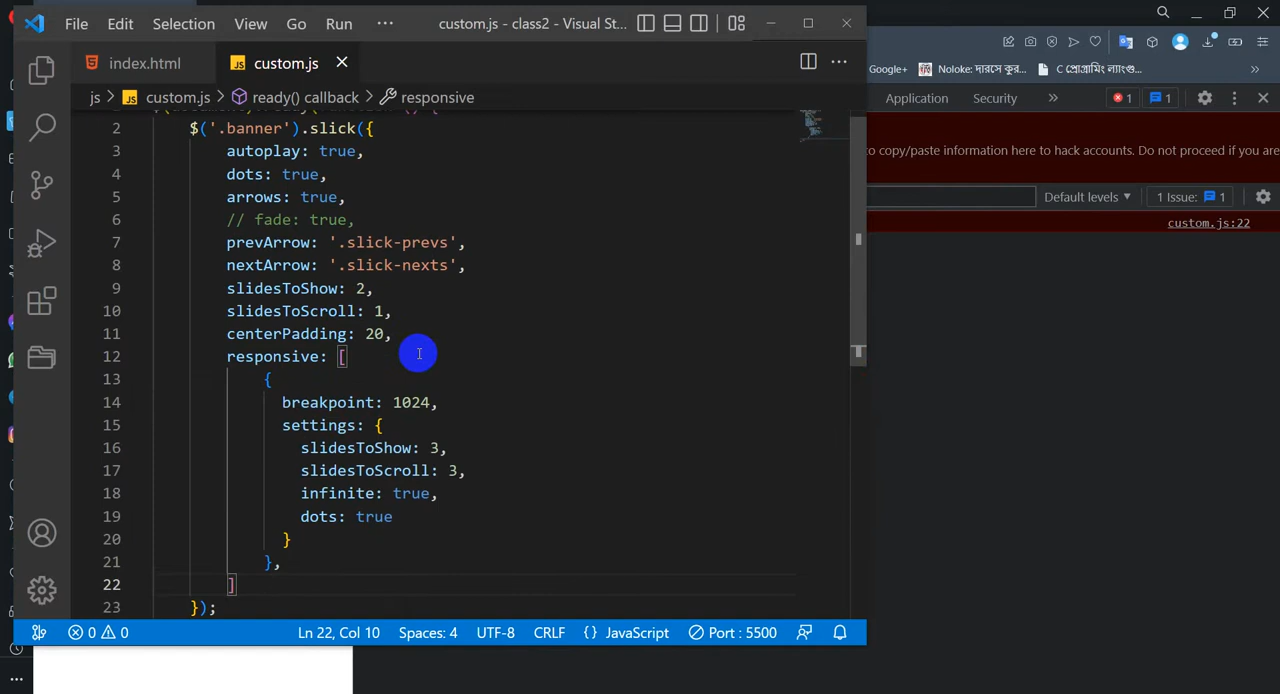 File Edit Selection View Go Run ··· custom.js - class2 - Visual St...
index.html
JS custom.js
js > JS custom.js > ready() callback > responsive
2 $('.banner').slick({
3 autoplay: true,
4 dots: true,
5 arrows: true,
6 // fade: true,
7 prevArrow: '.slick-prevs',
8 nextArrow: '.slick-nexts',
9 slidesToShow: 2,
10 slidesToScroll: 1,
11 centerPadding: 20,
12 responsive: [
13 {
14 breakpoint: 1024,
15 settings: {
16 slidesToShow: 3,
17 slidesToScroll: 3,
18 infinite: true,
19 dots: true
20 }
21 },
22 ]
23 });
0 0 Ln 22, Col 10 Spaces: 4 UTF-8 CRLF {} JavaScript Port : 5500
Google+ Noloke: দারসে কুর... C প্রোগ্রামিং ল্যাংগু...
Application Security » 1 1
to copy/paste information here to hack accounts. Do not proceed if you are
Default levels ▼ 1 Issue: 1
custom.js:22